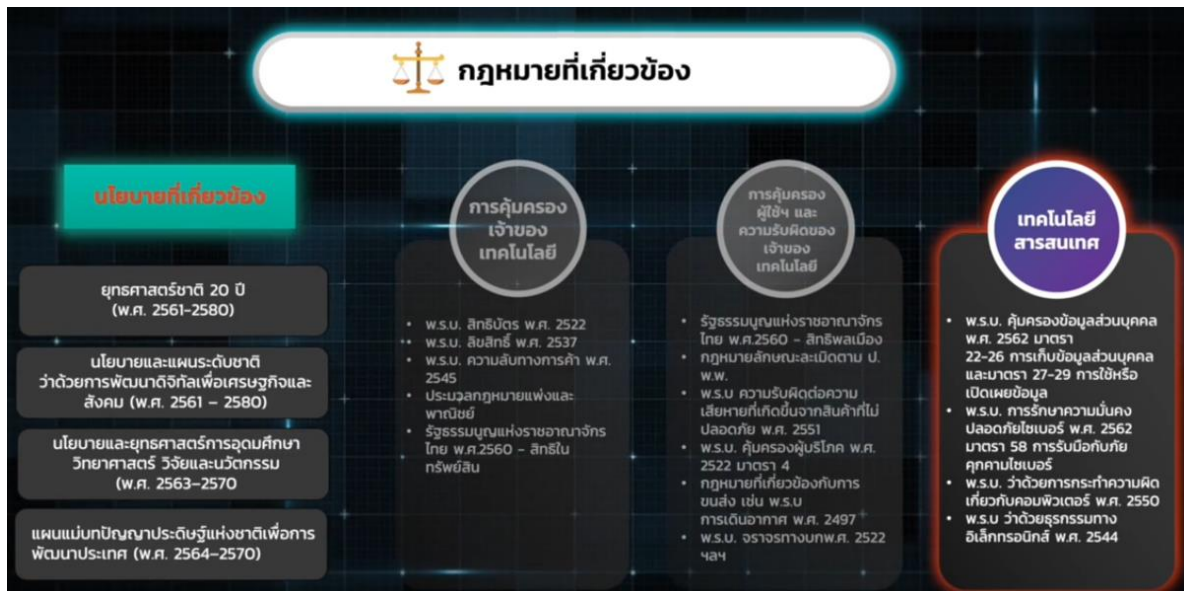 กฎหมายที่เกี่ยวข้อง
นโยบายที่เกี่ยวข้อง
ยุทธศาสตร์ชาติ 20 ปี
(พ.ศ. 2561-2580)
นโยบายและแผนระดับชาติ
ว่าด้วยการพัฒนาดิจิทัลเพื่อเศรษฐกิจและ
สังคม (พ.ศ. 2561 – 2580)
นโยบายและยุทธศาสตร์การอุดมศึกษา
วิทยาศาสตร์ วิจัยและนวัตกรรม
(พ.ศ. 2563-2570
แผนแม่บทปัญญาประดิษฐ์แห่งชาติเพื่อการ
พัฒนาประเทศ (พ.ศ. 2564-2570)
การคุ้มครอง
เจ้าของ
เทคโนโลยี
• พ.ร.บ. สิทธิบัตร พ.ศ. 2522
• พ.ร.บ. ลิขสิทธิ์ พ.ศ. 2537
• พ.ร.บ. ความลับทางการค้า พ.ศ.
2545
• ประมวลกฎหมายแพ่งและ
พาณิชย์
• รัฐธรรมนูญแห่งราชอาณาจักร
ไทย พ.ศ.2560 - สิทธิใน
ทรัพย์สิน
การคุ้มครอง
ผู้ใช้ฯ และ
ความรับผิดของ
เจ้าของ
เทคโนโลยี
• รัฐธรรมนูญแห่งราชอาณาจักร
ไทย พ.ศ.2560 - สิทธิพลเมือง
• กฎหมายลักษณะละเมิดตาม ป.
พ.พ.
• พ.ร.บ ความรับผิดต่อความ
เสียหายที่เกิดขึ้นจากสินค้าที่ไม่
ปลอดภัย พ.ศ. 2551
• พ.ร.บ. คุ้มครองผู้บริโภค พ.ศ.
2522 มาตรา 4
• กฎหมายที่เกี่ยวข้องกับการ
ขนส่ง เช่น พ.ร.บ
การเดินอากาศ พ.ศ. 2497
• พ.ร.บ. จราจรทางบกพ.ศ. 2522
ฯลฯ
เทคโนโลยี
สารสนเทศ
• พ.ร.บ. คุ้มครองข้อมูลส่วนบุคคล
พ.ศ. 2562 มาตรา
22-26 การเก็บข้อมูลส่วนบุคคล
และมาตรา 27-29 การใช้หรือ
เปิดเผยข้อมูล
• พ.ร.บ. การรักษาความมั่นคง
ปลอดภัยไซเบอร์ พ.ศ. 2562
มาตรา 58 การรับมือกับภัย
คุกคามไซเบอร์
• พ.ร.บ. ว่าด้วยการกระทำความผิด
เกี่ยวกับคอมพิวเตอร์ พ.ศ. 2550
• พ.ร.บ ว่าด้วยธุรกรรมทาง
อิเล็กทรอนิกส์ พ.ศ. 2544